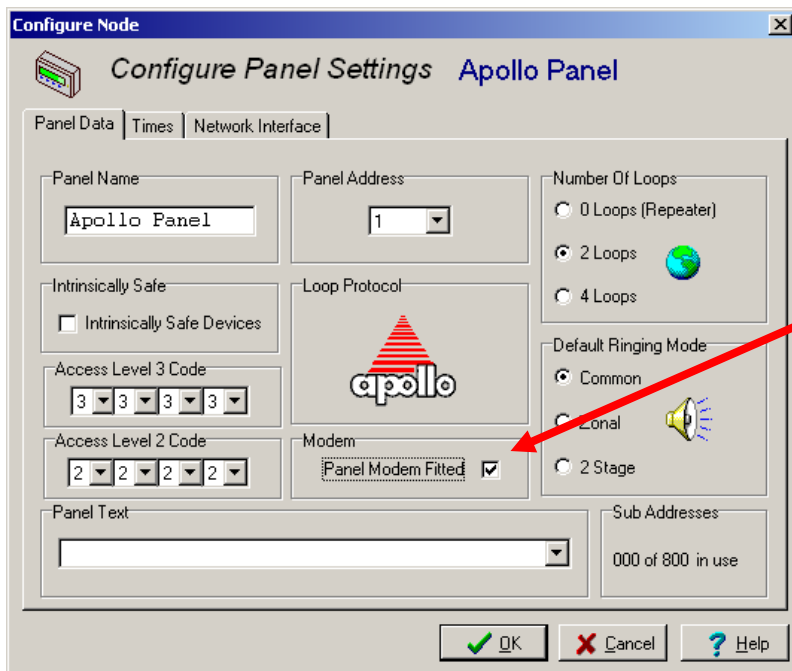 Configure Node
Configure Panel Settings Apollo Panel
Panel Data Times Network Interface
Panel Name
Apollo Panel
Panel Address
1
Number Of Loops
0 Loops (Repeater)
2 Loops
4 Loops
Intrinsically Safe
Intrinsically Safe Devices
Loop Protocol
apollo
Default Ringing Mode
Common
Zonal
2 Stage
Access Level 3 Code
3 3 3 3
Access Level 2 Code
2 2 2 2
Modem
Panel Modem Fitted
Panel Text
Sub Addresses
000 of 800 in use
OK Cancel Help